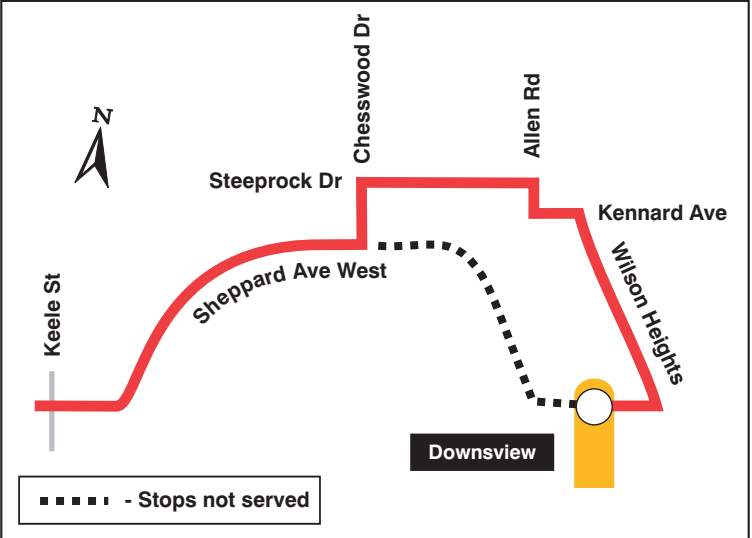 Chesswood Dr
Allen Rd
N
Steeprock Dr
Kennard Ave
Wilson Heights
Sheppard Ave West
Keele St
Downsview
- Stops not served